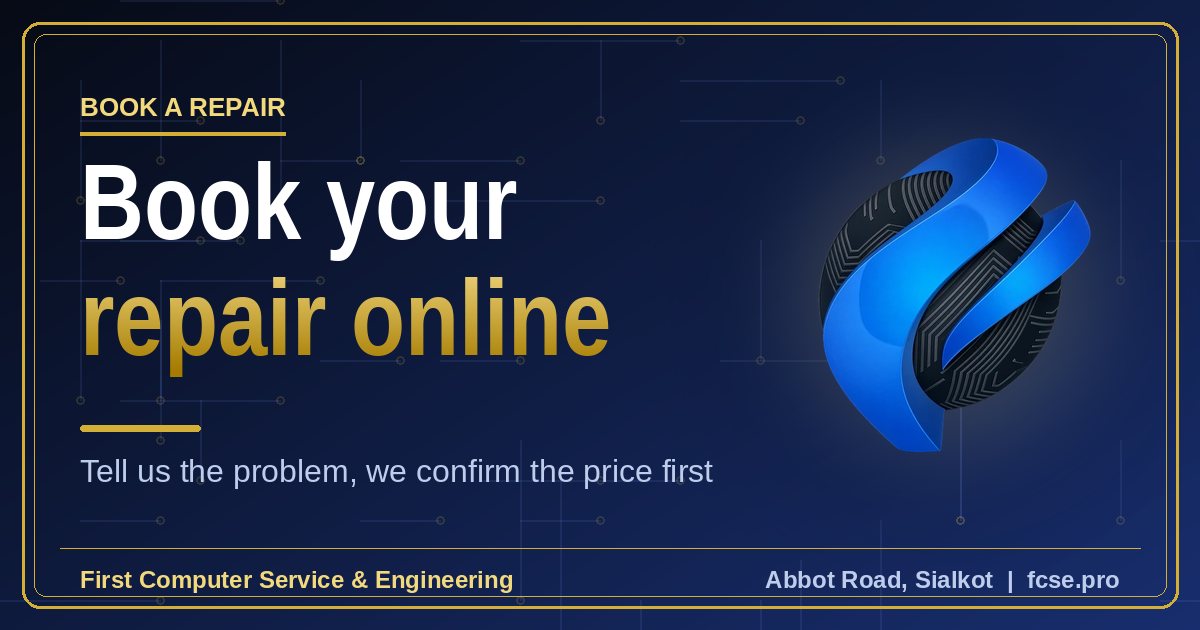 BOOK A REPAIR
Book your
repair online
Tell us the problem, we confirm the price first
First Computer Service & Engineering
Abbot Road, Sialkot | fcse.pro